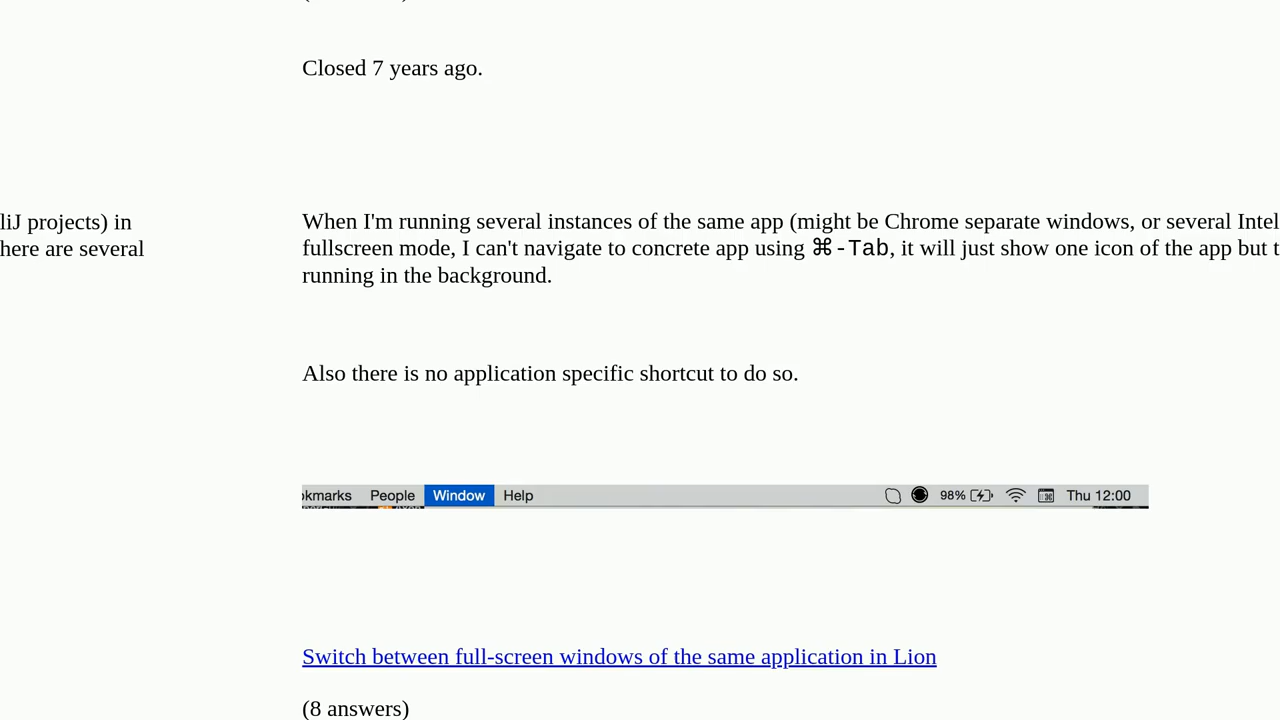 Closed 7 years ago.
liJ projects) in
here are several
When I'm running several instances of the same app (might be Chrome separate windows, or several Intel
fullscreen mode, I can't navigate to concrete app using ⌘-Tab, it will just show one icon of the app but t
running in the background.
Also there is no application specific shortcut to do so.
okmarks People Window Help 98% Thu 12:00
Switch between full-screen windows of the same application in Lion
(8 answers)